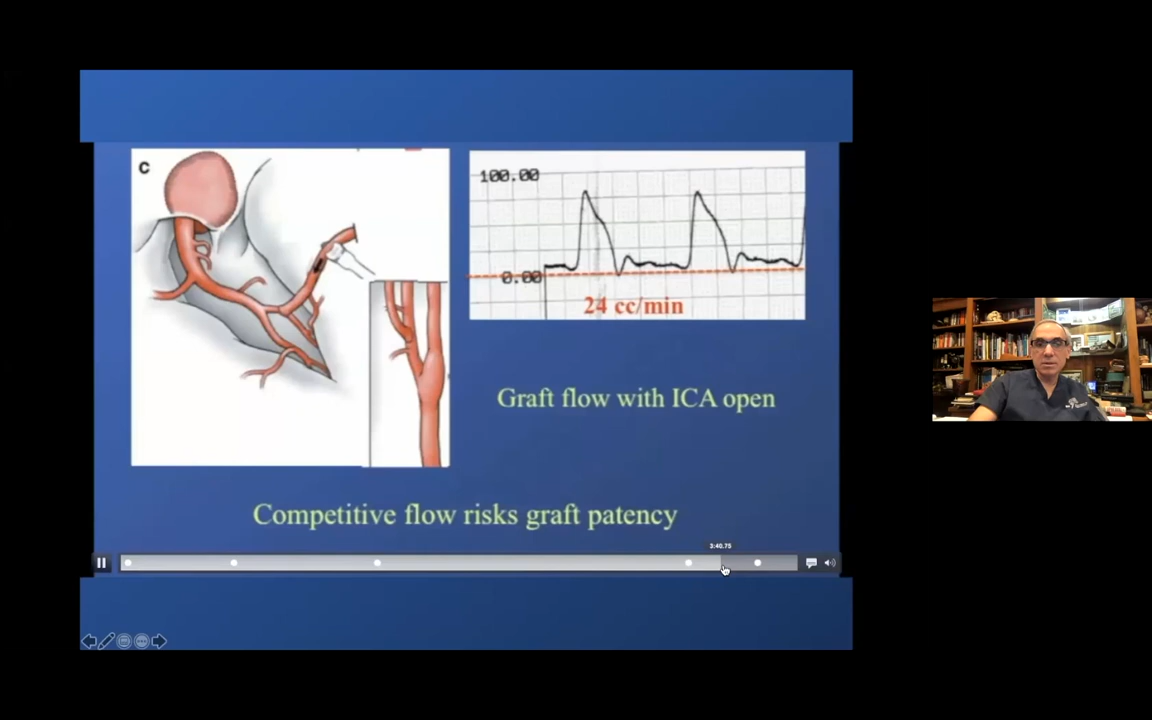 C
100.00
0.00
24 cc/min
Graft flow with ICA open
Competitive flow risks graft patency
3:40.75